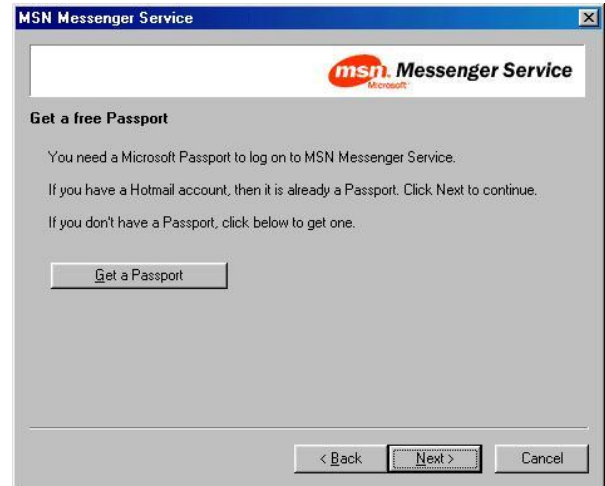 MSN Messenger Service
msn. Messenger Service
Microsoft
Get a free Passport
You need a Microsoft Passport to log on to MSN Messenger Service.
If you have a Hotmail account, then it is already a Passport. Click Next to continue.
If you don't have a Passport, click below to get one.
Get a Passport
< Back Next > Cancel